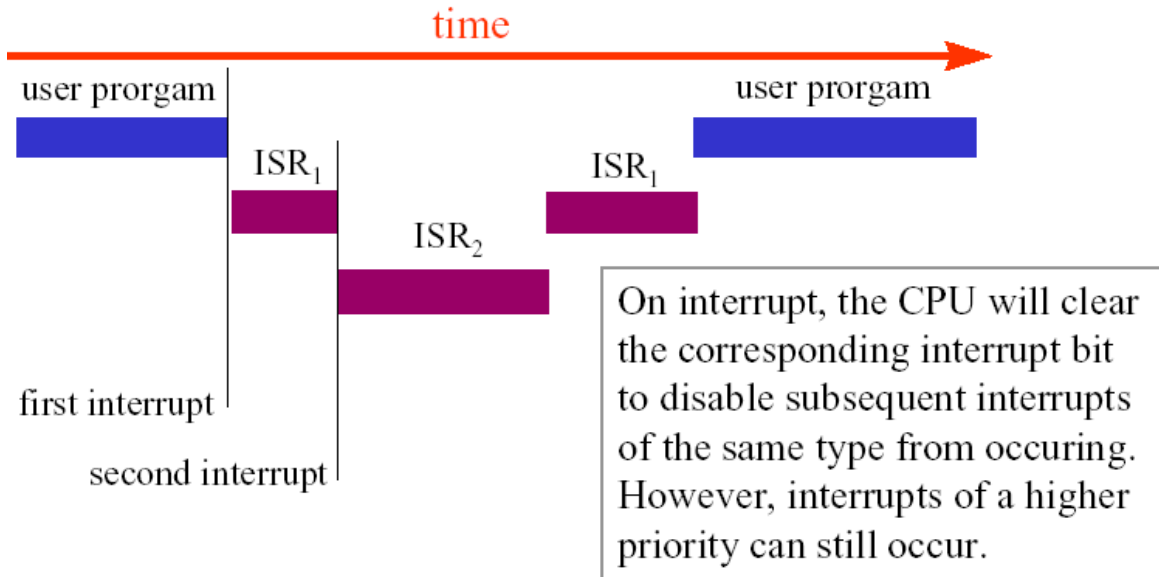 time
user prorgam
user prorgam
ISR₁
ISR₁
ISR₂
On interrupt, the CPU will clear
the corresponding interrupt bit
to disable subsequent interrupts
of the same type from occuring.
However, interrupts of a higher
priority can still occur.
first interrupt
second interrupt